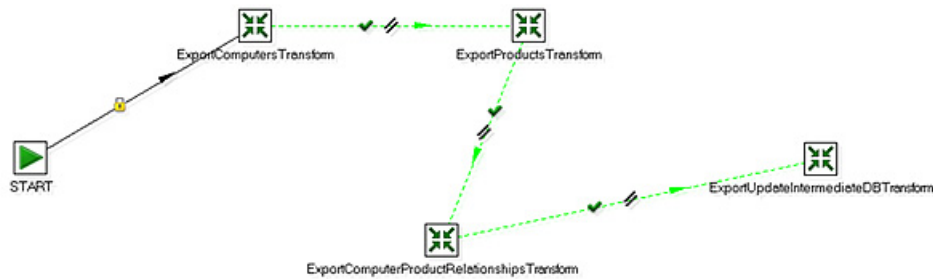 ExportComputersTransform
ExportProductsTransform
START
ExportUpdateIntermediateDBTransform
ExportComputerProductRelationshipsTransform